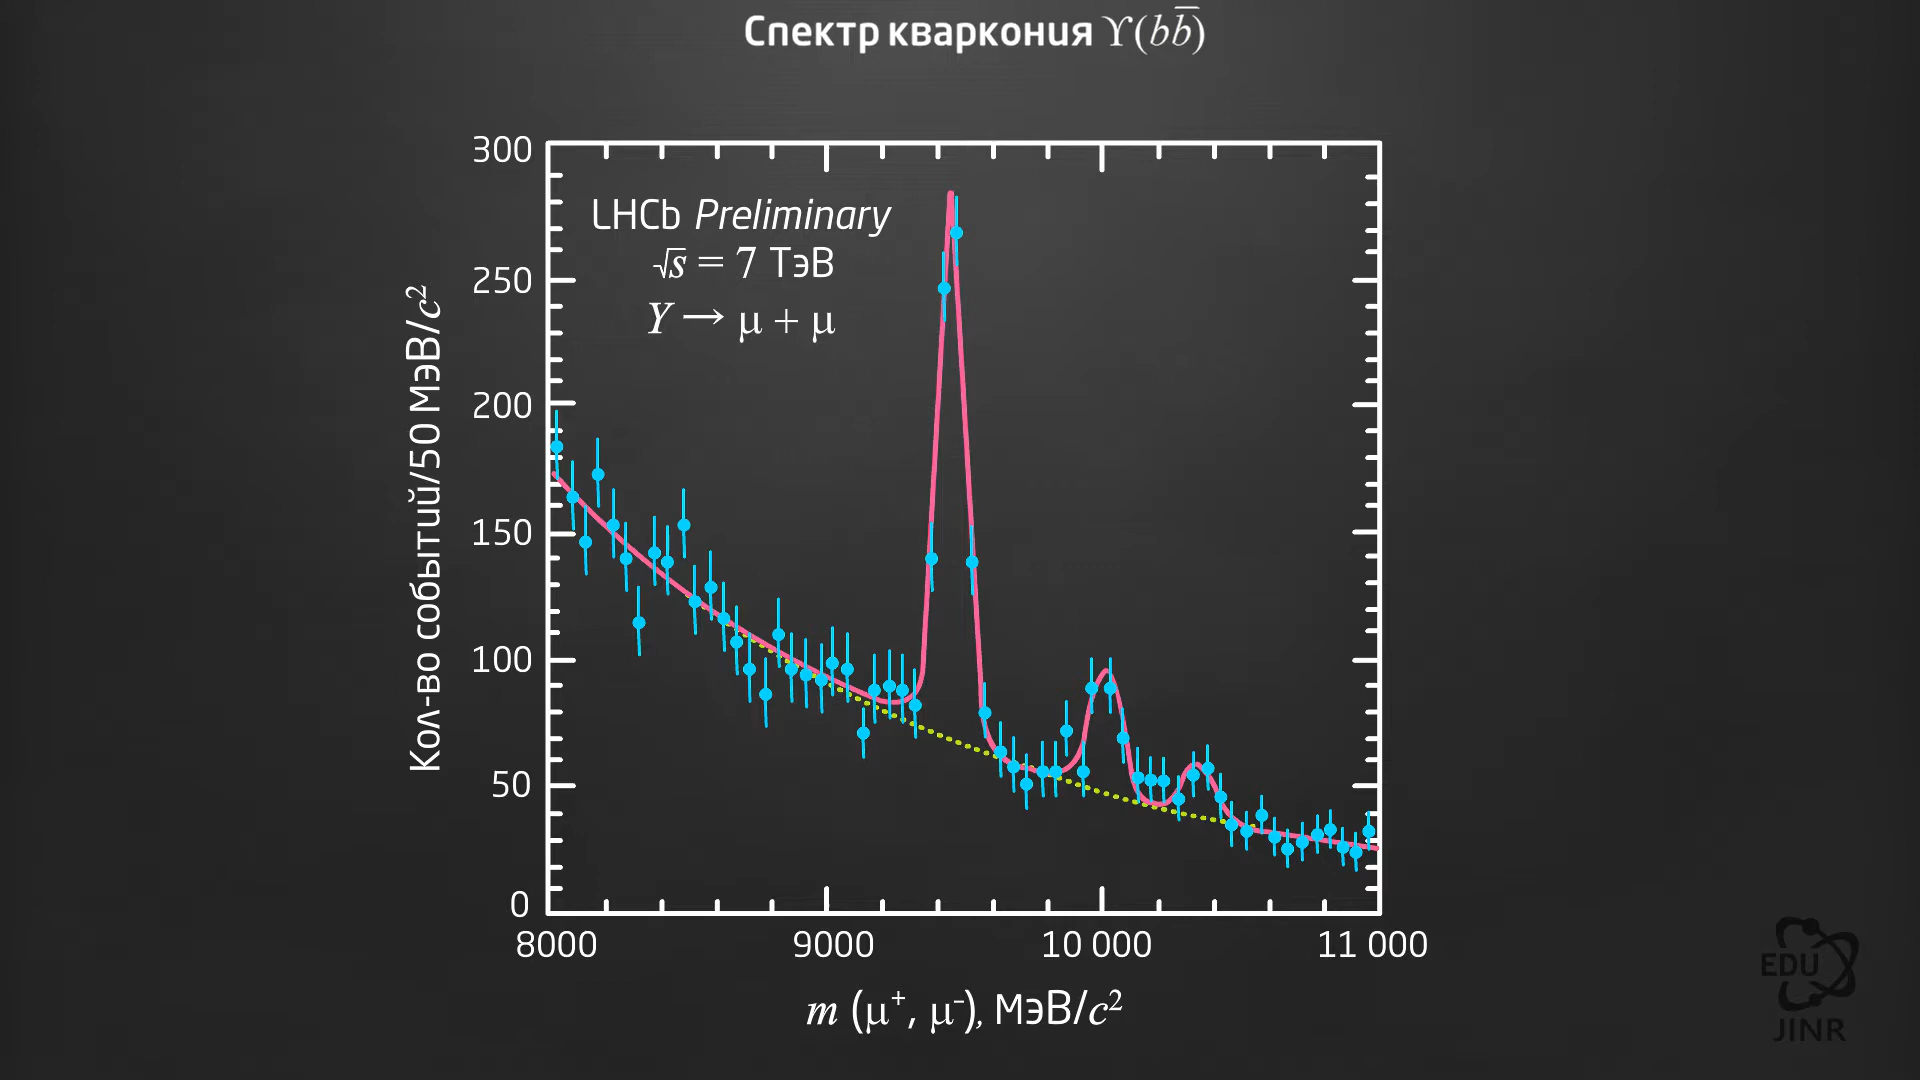 Спектр кваркония ϒ(bb̅)
300
250
200
150
100
50
0
Кол-во событий/50 МэВ/c²
LHCb Preliminary
√s = 7 ТэВ
Y → μ + μ
8000 9000 10 000 11 000
m (μ⁺, μ⁻), МэВ/c²
EDU
JINR